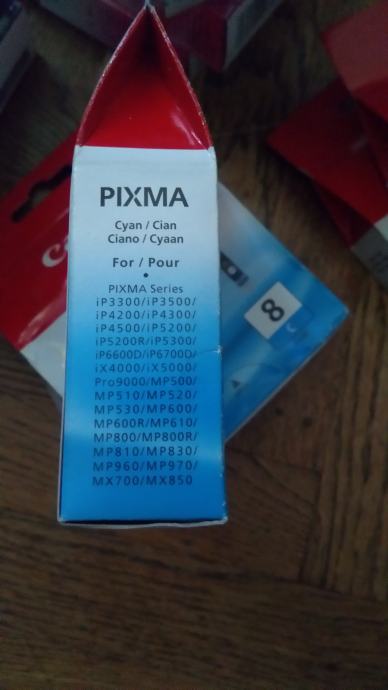 PIXMA
Cyan / Cian
Ciano / Cyaan
For / Pour
•
PIXMA Series
iP3300/iP3500/
iP4200/iP4300/
iP4500/iP5200/
iP5200R/iP5300/
iP6600D/iP6700D/
iX4000/iX5000/
Pro9000/MP500/
MP510/MP520/
MP530/MP600/
MP600R/MP610/
MP800/MP800R/
MP810/MP830/
MP960/MP970/
MX700/MX850
8